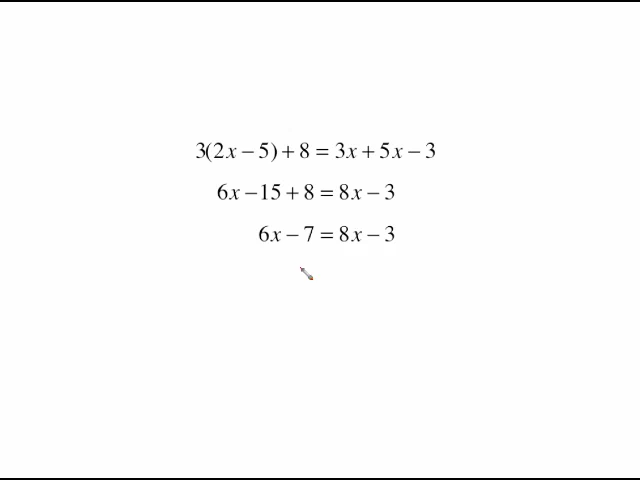 3(2x − 5) + 8 = 3x + 5x − 3
6x − 15 + 8 = 8x − 3
6x − 7 = 8x − 3